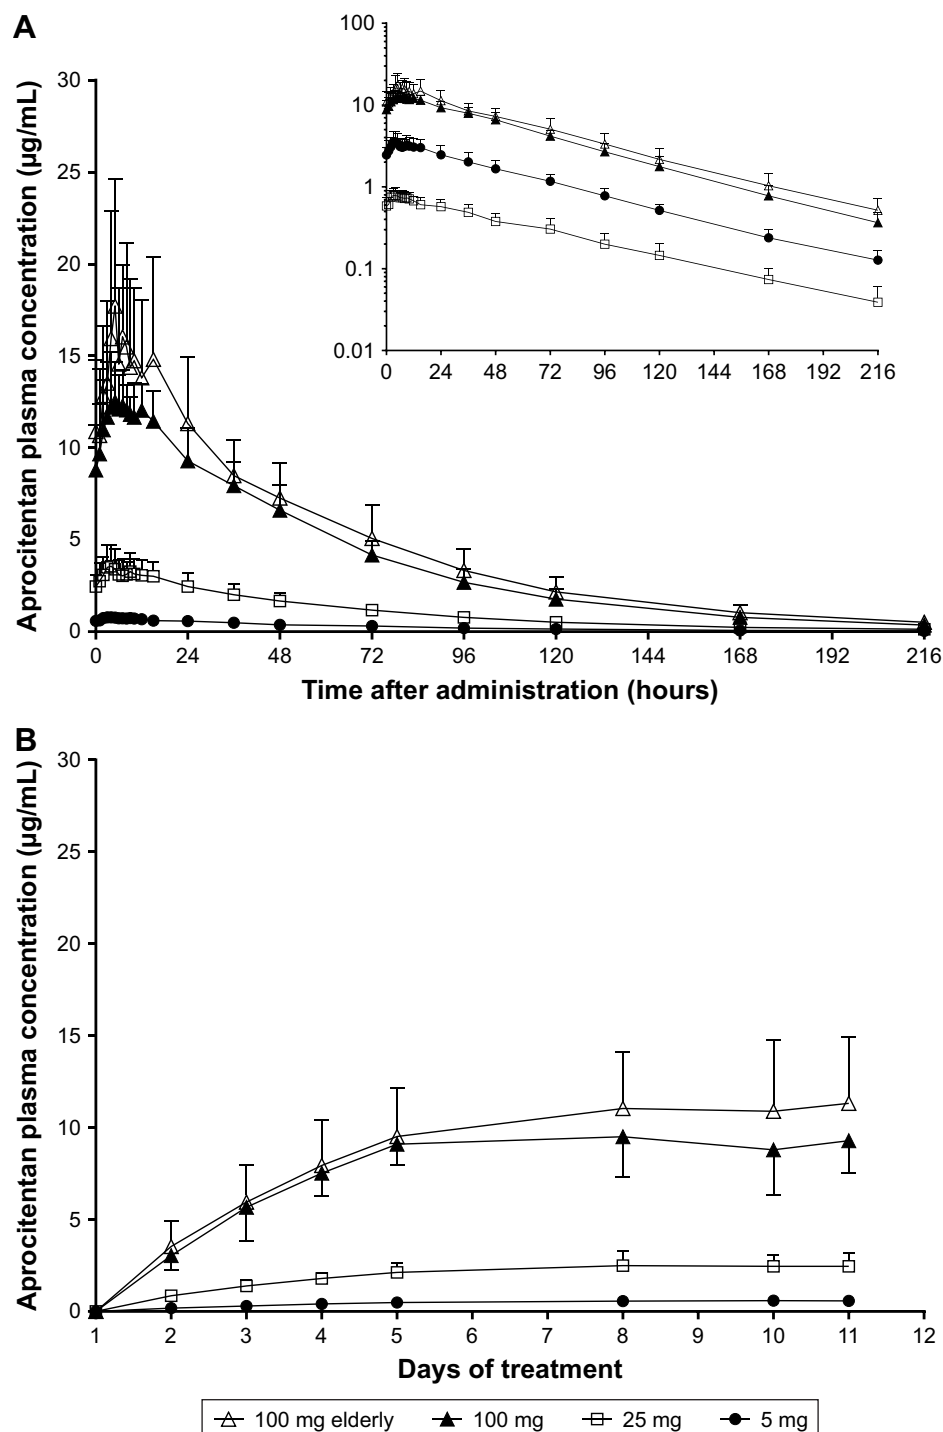 A
Aprocitentan plasma concentration (µg/mL)
30
25
20
15
10
5
0
0 24 48 72 96 120 144 168 192 216
Time after administration (hours)
100
10
1
0.1
0.01
0 24 48 72 96 120 144 168 192 216
B
Aprocitentan plasma concentration (µg/mL)
30
25
20
15
10
5
0
1 2 3 4 5 6 7 8 9 10 11 12
Days of treatment
100 mg elderly 100 mg 25 mg 5 mg